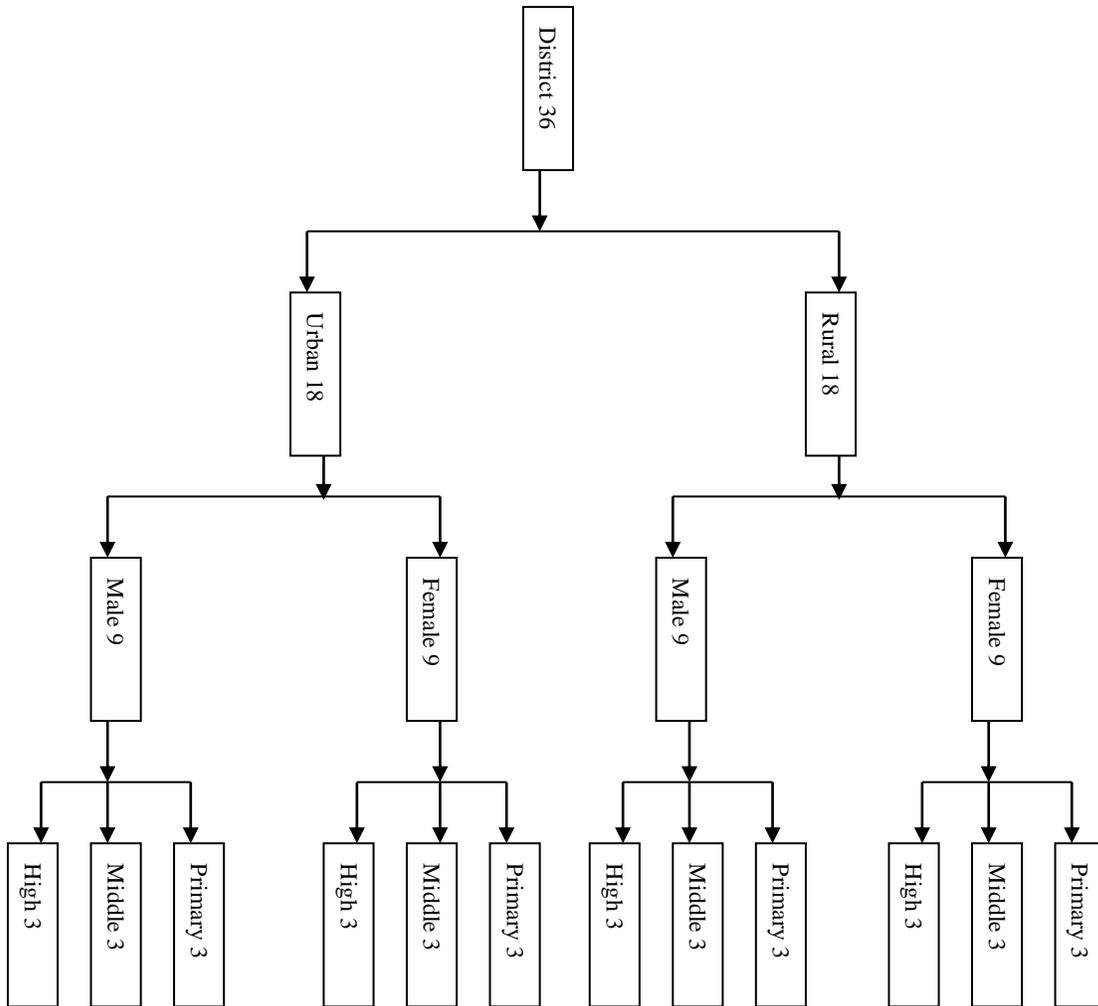 District 36
Urban 18
Rural 18
Male 9
Female 9
Male 9
Female 9
High 3
Middle 3
Primary 3
High 3
Middle 3
Primary 3
High 3
Middle 3
Primary 3
High 3
Middle 3
Primary 3